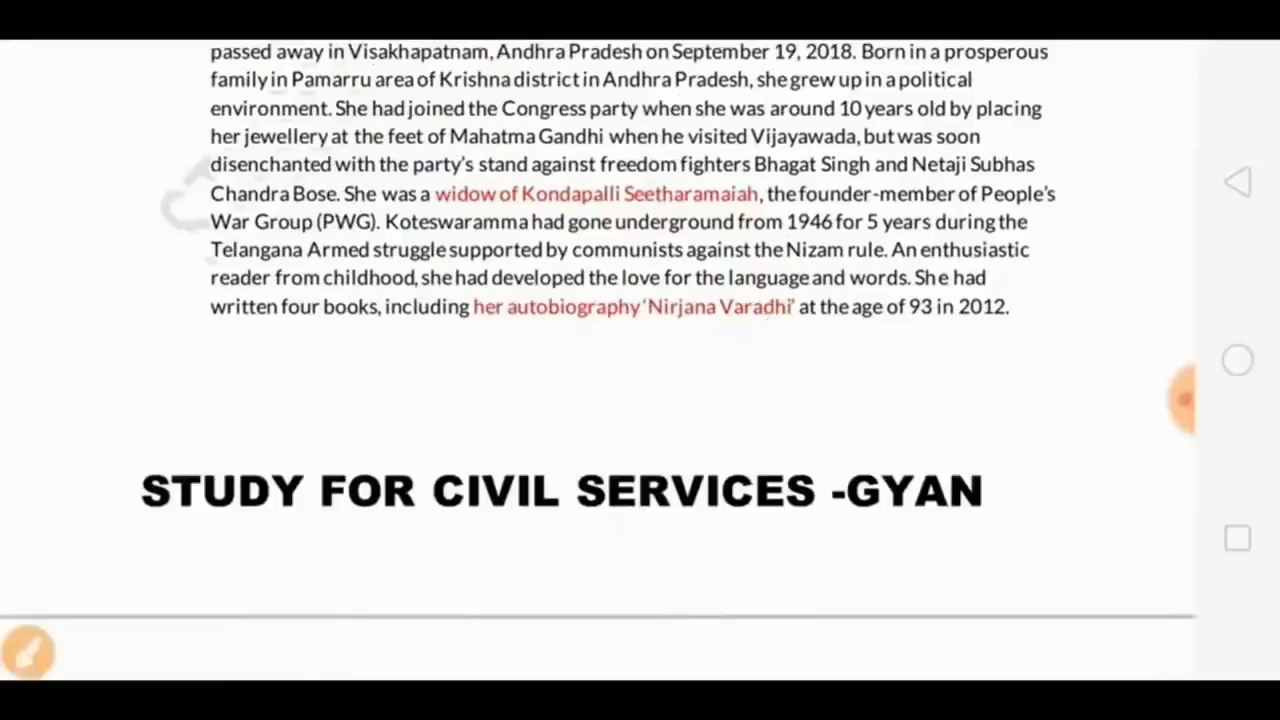 passed away in Visakhapatnam, Andhra Pradesh on September 19, 2018. Born in a prosperous
family in Pamarru area of Krishna district in Andhra Pradesh, she grew up in a political
environment. She had joined the Congress party when she was around 10 years old by placing
her jewellery at the feet of Mahatma Gandhi when he visited Vijayawada, but was soon
disenchanted with the party's stand against freedom fighters Bhagat Singh and Netaji Subhas
Chandra Bose. She was a widow of Kondapalli Seetharamaiah, the founder-member of People's
War Group (PWG). Koteswaramma had gone underground from 1946 for 5 years during the
Telangana Armed struggle supported by communists against the Nizam rule. An enthusiastic
reader from childhood, she had developed the love for the language and words. She had
written four books, including her autobiography 'Nirjana Varadhi' at the age of 93 in 2012.
STUDY FOR CIVIL SERVICES -GYAN